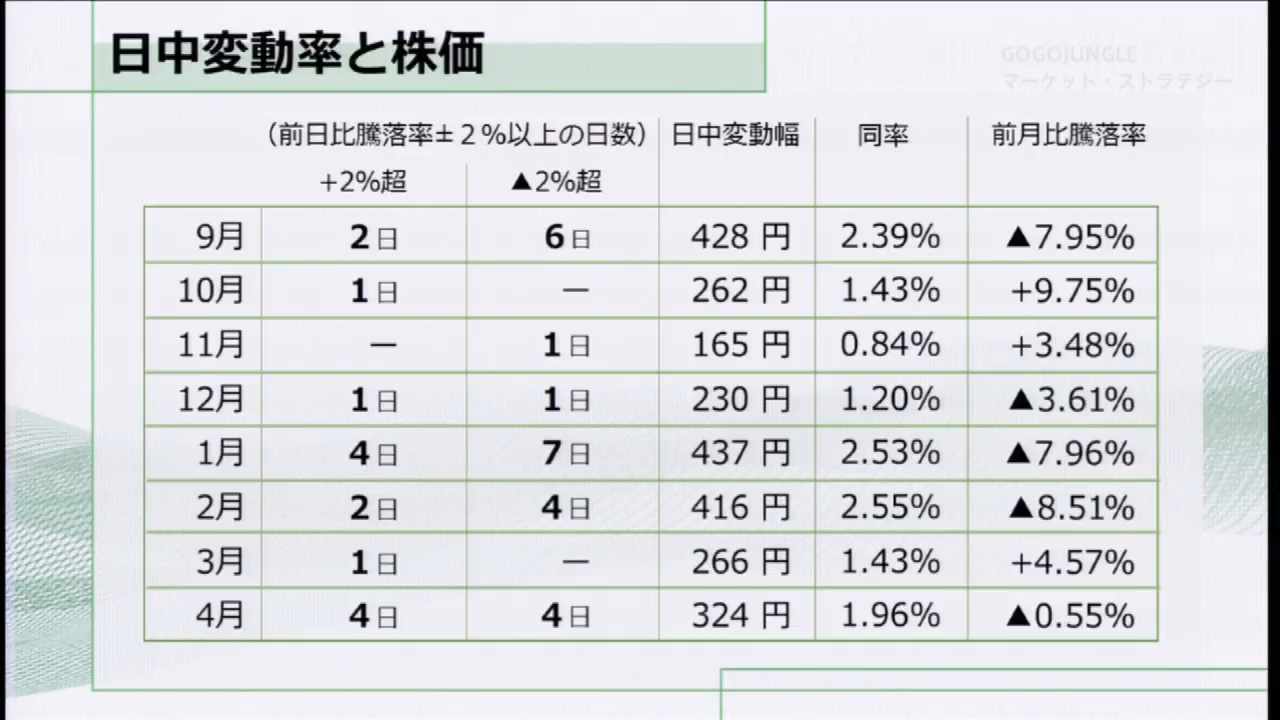 日中変動率と株価
GOGOJUNGLE
マーケット・ストラテジー
（前日比騰落率±２%以上の日数） 日中変動幅 同率 前月比騰落率
+2%超 ▲2%超
9月 2日 6日 428 円 2.39% ▲7.95%
10月 1日 — 262 円 1.43% +9.75%
11月 — 1日 165 円 0.84% +3.48%
12月 1日 1日 230 円 1.20% ▲3.61%
1月 4日 7日 437 円 2.53% ▲7.96%
2月 2日 4日 416 円 2.55% ▲8.51%
3月 1日 — 266 円 1.43% +4.57%
4月 4日 4日 324 円 1.96% ▲0.55%